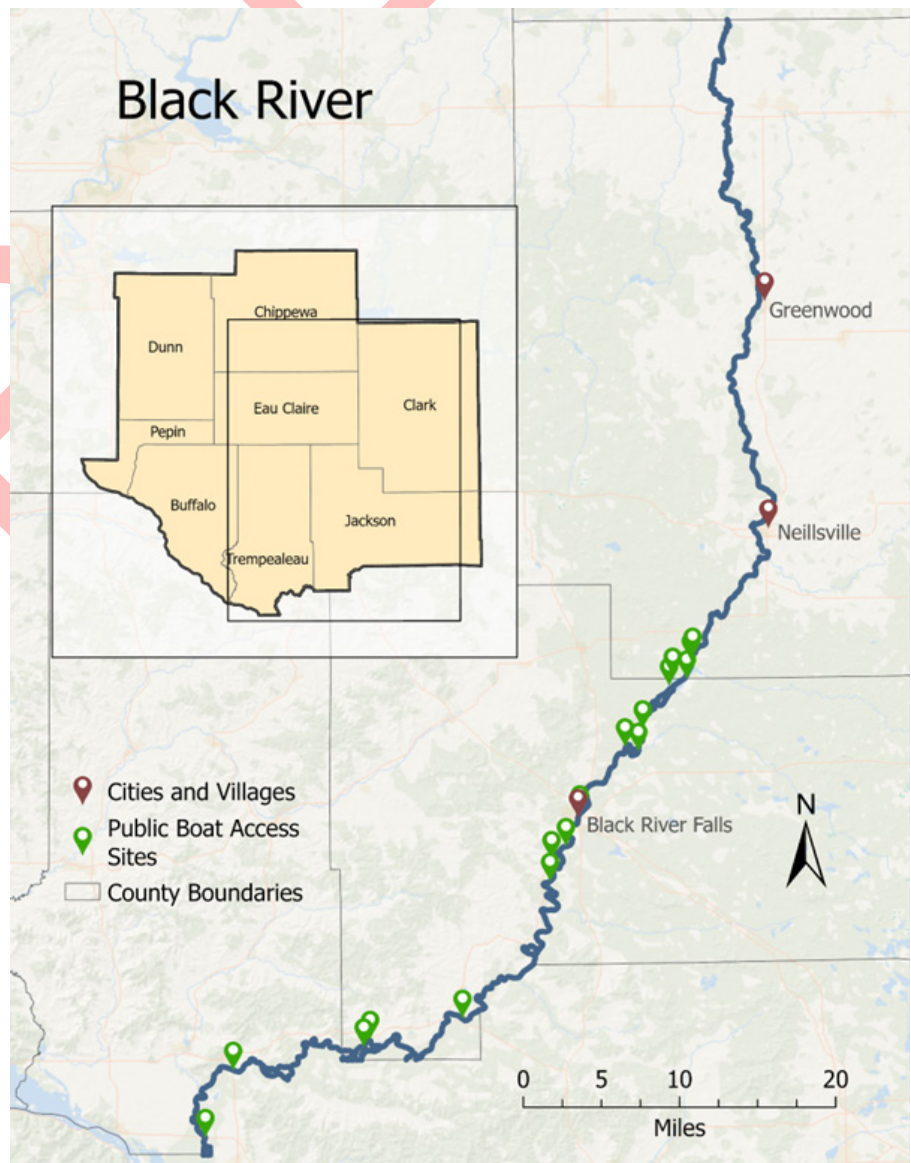 Black River
Chippewa
Dunn
Eau Claire
Clark
Pepin
Buffalo
Jackson
Trempealeau
Greenwood
Neillsville
Black River Falls
Cities and Villages
Public Boat Access
Sites
County Boundaries
N
0 5 10 20
Miles